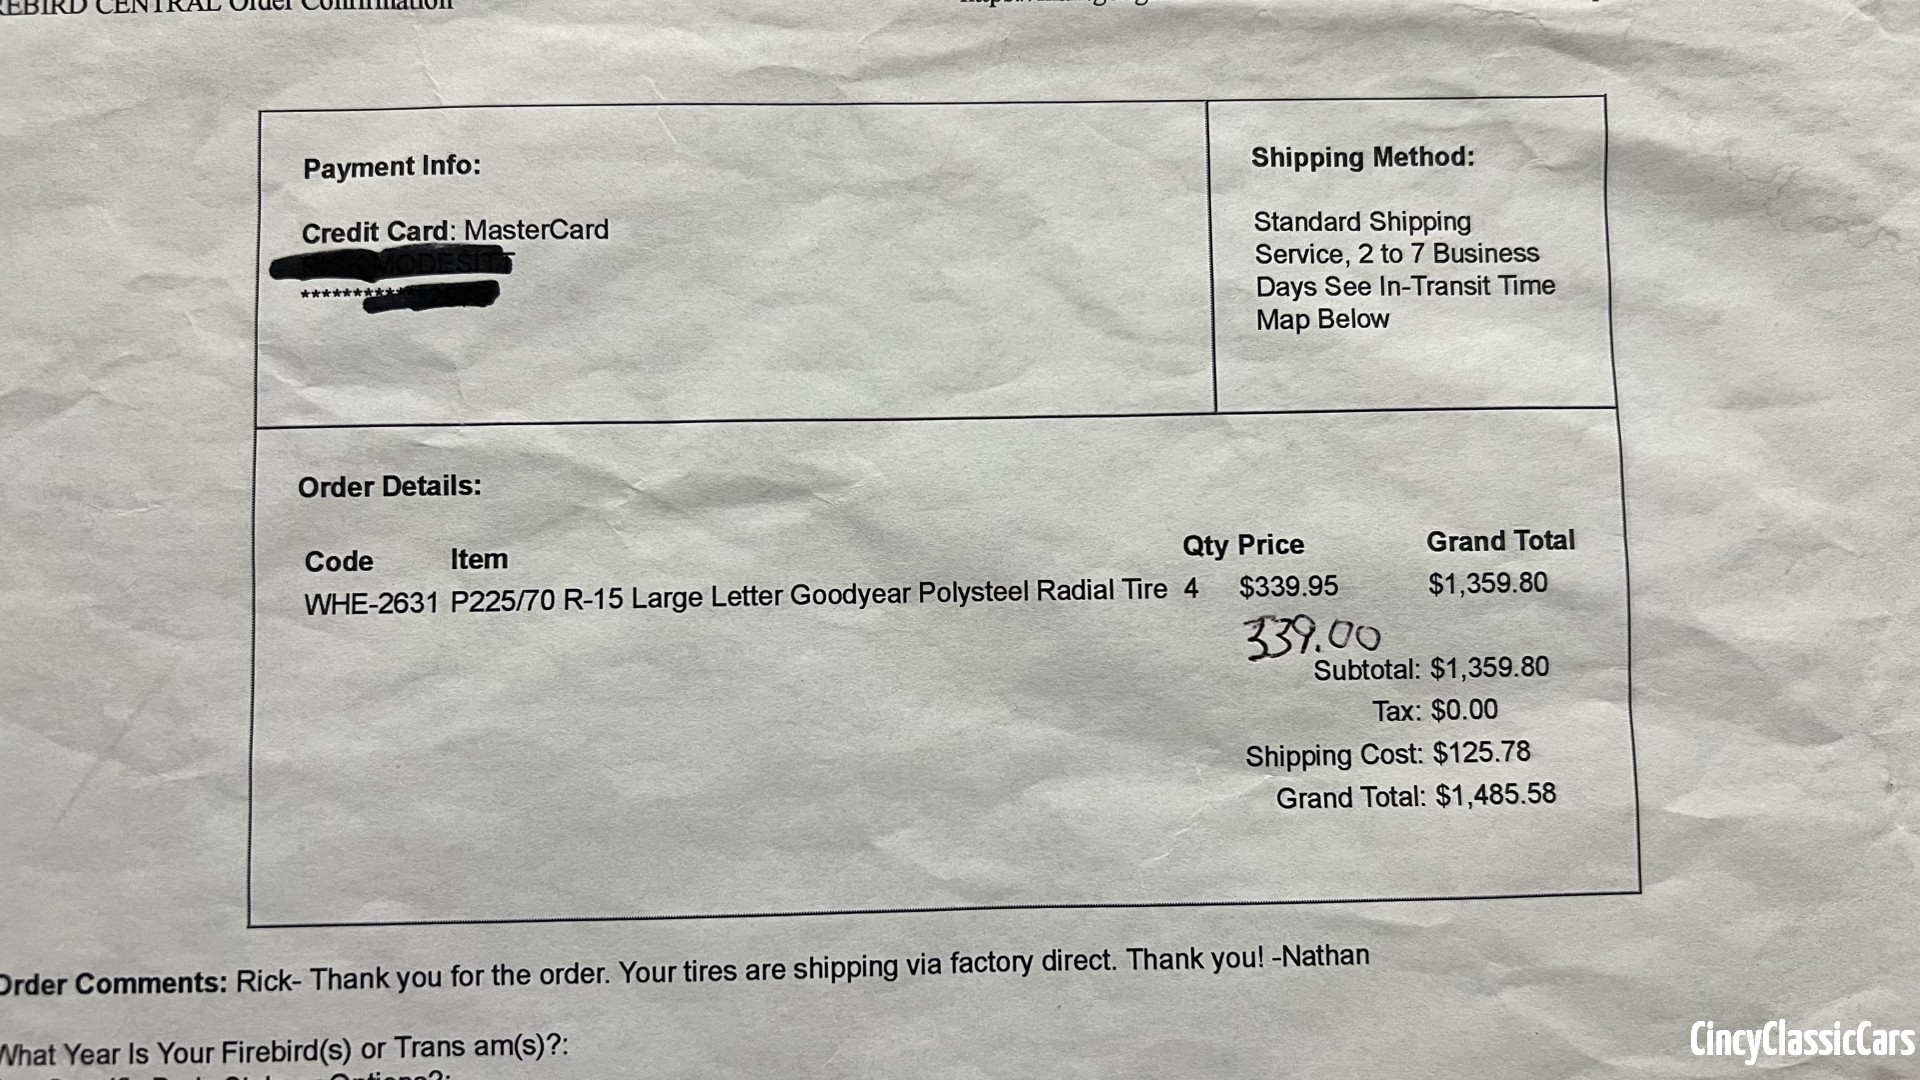 CENTRAL Order Confirmation
Payment Info:
Shipping Method:
Credit Card: MasterCard
**********
Standard Shipping
Service, 2 to 7 Business
Days See In-Transit Time
Map Below
Order Details:
Code Item Qty Price Grand Total
WHE-2631 P225/70 R-15 Large Letter Goodyear Polysteel Radial Tire 4 $339.95 $1,359.80
339.00
Subtotal: $1,359.80
Tax: $0.00
Shipping Cost: $125.78
Grand Total: $1,485.58
Order Comments: Rick- Thank you for the order. Your tires are shipping via factory direct. Thank you! -Nathan
What Year Is Your Firebird(s) or Trans am(s)?:
CincyClassicCars